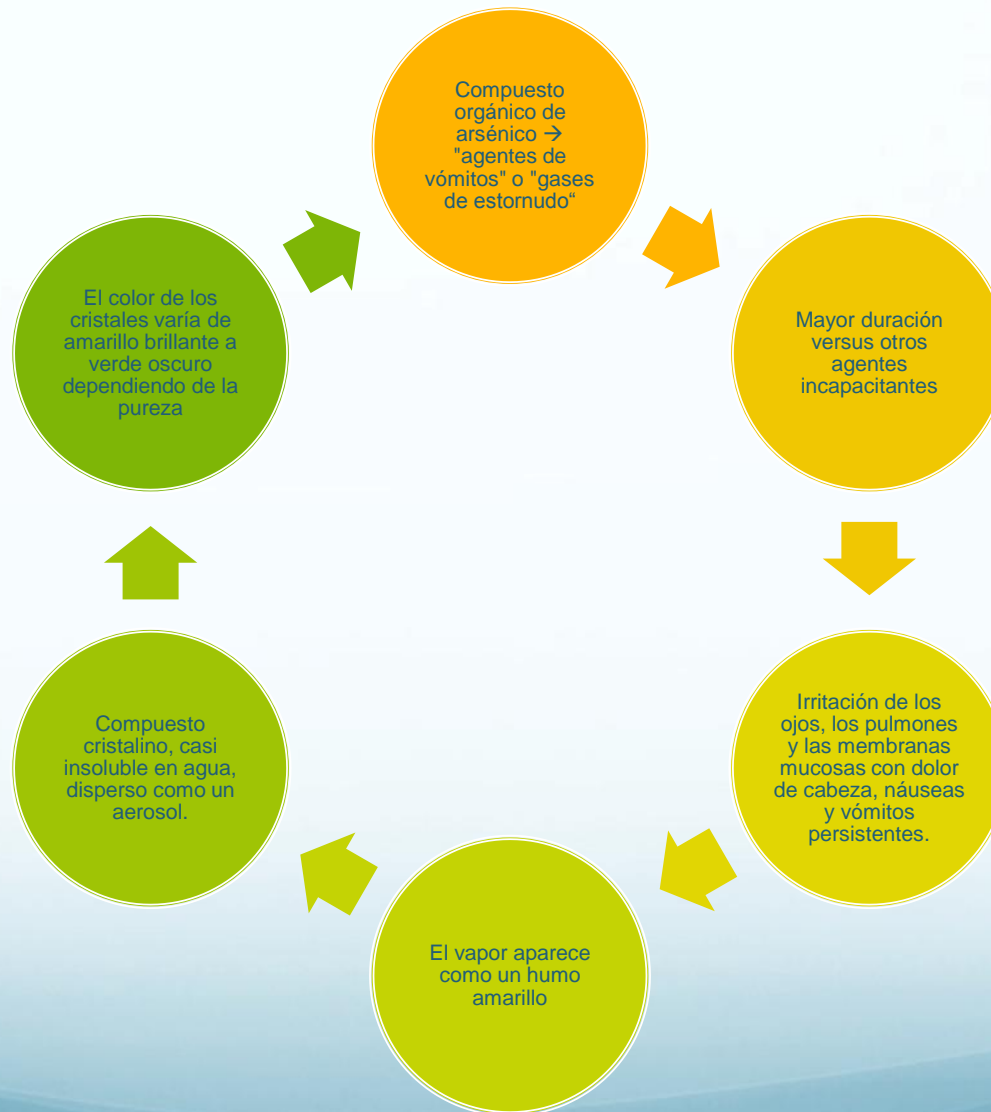 Compuesto
orgánico de
arsénico →
"agentes de
vómitos" o "gases
de estornudo“
Mayor duración
versus otros
agentes
incapacitantes
Irritación de los
ojos, los pulmones
y las membranas
mucosas con dolor
de cabeza, náuseas
y vómitos
persistentes.
El vapor aparece
como un humo
amarillo
Compuesto
cristalino, casi
insoluble en agua,
disperso como un
aerosol.
El color de los
cristales varía de
amarillo brillante a
verde oscuro
dependiendo de la
pureza